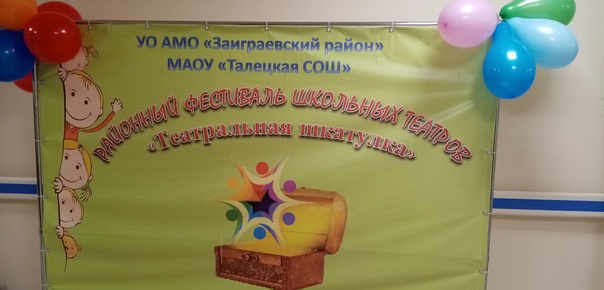 УО АМО «Заиграевский район»
МАОУ «Талецкая СОШ»
РАЙОННЫЙ ФЕСТИВАЛЬ ШКОЛЬНЫХ ТЕАТРОВ
«Театральная шкатулка»